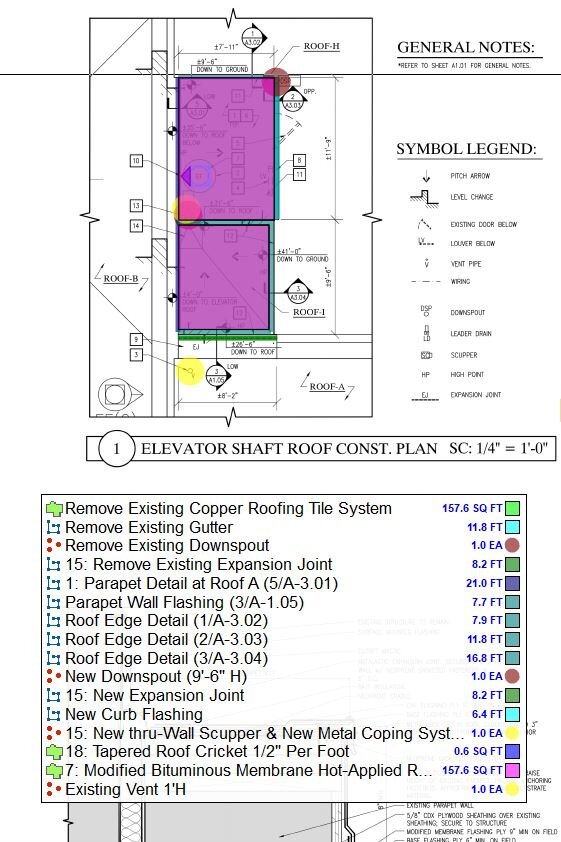 1
A3.02
±7'-11"
ROOF-H
±9'-6"
DOWN TO GROUND
GENERAL NOTES:
*REFER TO SHEET A1.01 FOR GENERAL NOTES.
OPP.
2
A3.03
LOW
±11'-9"
SYMBOL LEGEND:
10
8
11
PITCH ARROW
LEVEL CHANGE
13
14
EXISTING DOOR BELOW
LV
LOUVER BELOW
±41'-0"
DOWN TO GROUND
VENT PIPE
WIRING
ROOF-B
±9'-6"
3
A3.04
ROOF-I
DSP
DOWNSPOUT
LD
LEADER DRAIN
9
EJ
±26'-6"
DOWN TO ROOF
SCUPPER
3
LOW
3
A1.05
HP
HIGH POINT
ROOF-A
EJ
EXPANSION JOINT
±8'-2"
1 ELEVATOR SHAFT ROOF CONST. PLAN SC: 1/4" = 1'-0"
Remove Existing Copper Roofing Tile System 157.6 SQ FT
Remove Existing Gutter 11.8 FT
Remove Existing Downspout 1.0 EA
15: Remove Existing Expansion Joint 8.2 FT
1: Parapet Detail at Roof A (5/A-3.01) 21.0 FT
Parapet Wall Flashing (3/A-1.05) 7.7 FT
Roof Edge Detail (1/A-3.02) 7.9 FT
Roof Edge Detail (2/A-3.03) 11.8 FT
Roof Edge Detail (3/A-3.04) 16.8 FT
New Downspout (9'-6" H) 1.0 EA
15: New Expansion Joint 8.2 FT
New Curb Flashing 6.4 FT
15: New thru-Wall Scupper & New Metal Coping Syst... 1.0 EA
18: Tapered Roof Cricket 1/2" Per Foot 0.6 SQ FT
7: Modified Bituminous Membrane Hot-Applied R... 157.6 SQ FT
Existing Vent 1'H 1.0 EA
EXISTING PARAPET WALL
5/8" CDX PLYWOOD SHEATHING OVER EXISTING
SHEATHING; SECURE TO STRUCTURE
MODIFIED MEMBRANE FLASHING PLY 9" MIN ON FIELD
BASE FLASHING PLY 6" MIN. ON FIELD